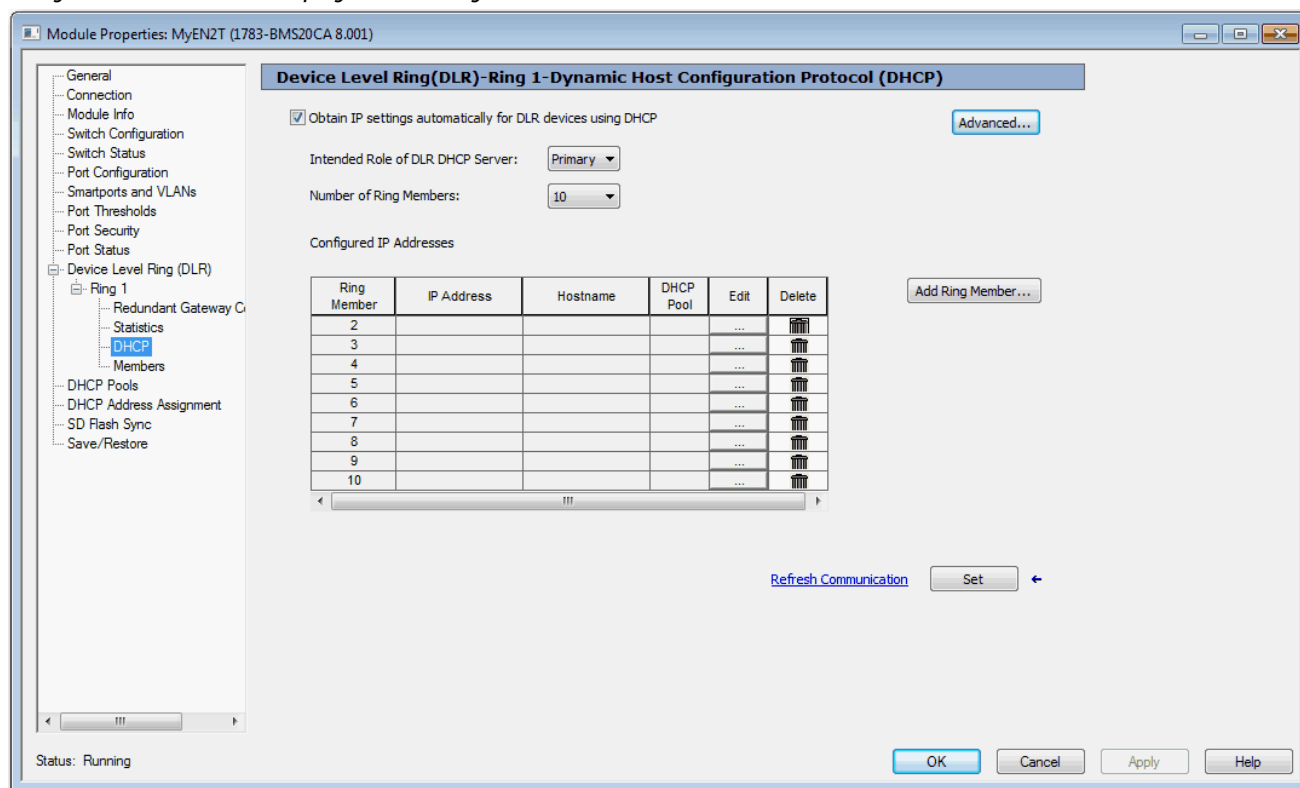 Module Properties: MyEN2T (1783-BMS20CA 8.001)
General
Connection
Module Info
Switch Configuration
Switch Status
Port Configuration
Smartports and VLANs
Port Thresholds
Port Security
Port Status
Device Level Ring (DLR)
Ring 1
Redundant Gateway C
Statistics
DHCP
Members
DHCP Pools
DHCP Address Assignment
SD Flash Sync
Save/Restore
Device Level Ring(DLR)-Ring 1-Dynamic Host Configuration Protocol (DHCP)
Obtain IP settings automatically for DLR devices using DHCP
Advanced...
Intended Role of DLR DHCP Server: Primary
Number of Ring Members: 10
Configured IP Addresses
Ring Member IP Address Hostname DHCP Pool Edit Delete
2 ...
3 ...
4 ...
5 ...
6 ...
7 ...
8 ...
9 ...
10 ...
Add Ring Member...
Refresh Communication Set
Status: Running
OK Cancel Apply Help